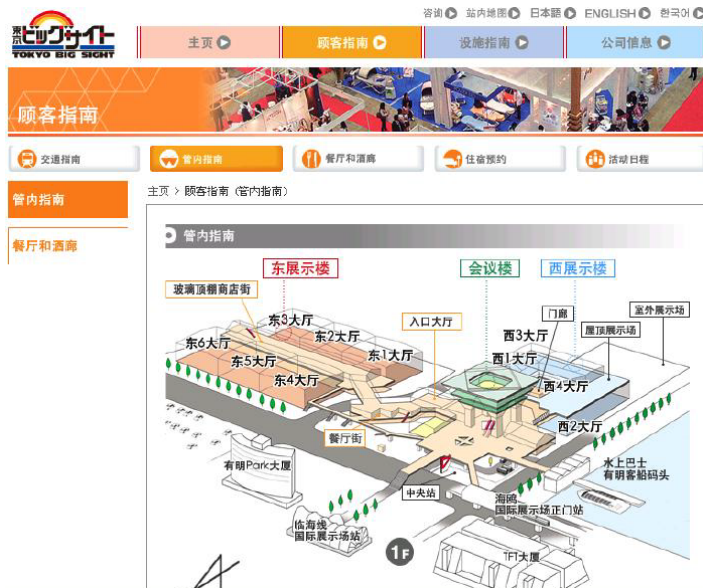 咨询 站内地图 日本語 ENGLISH 한국어
東京ビッグサイト
TOKYO BIG SIGHT
主页 顾客指南 设施指南 公司信息
顾客指南
交通指南 管内指南 餐厅和酒廊 住宿预约 活动日程
管内指南
餐厅和酒廊
主页 > 顾客指南（管内指南）
管内指南
东展示楼 会议楼 西展示楼
玻璃顶棚商店街
入口大厅
门廊
室外展示场
屋顶展示场
东3大厅
东2大厅
东1大厅
东6大厅
东5大厅
东4大厅
西3大厅
西1大厅
西4大厅
西2大厅
餐厅街
有明Park大厦
中央站
水上巴士
有明客船码头
海鸥
国际展示场正门站
临海线
国际展示场站
1F
TFT大厦